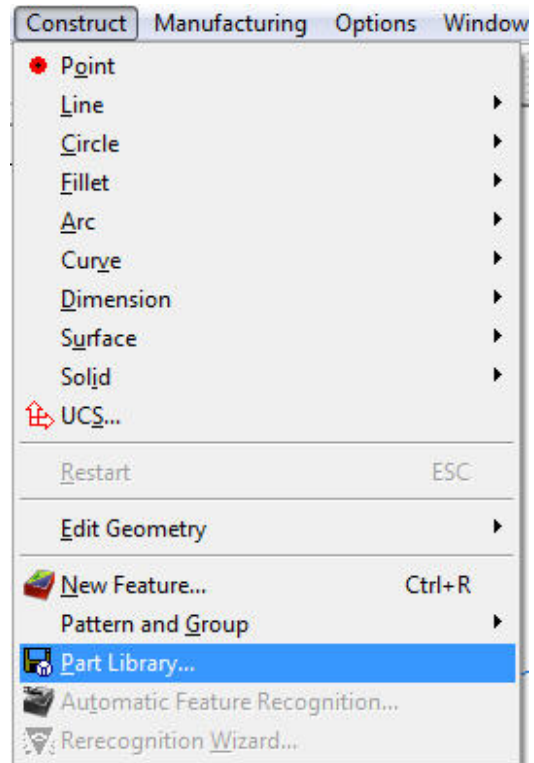 Construct Manufacturing Options Window
Point
Line
Circle
Fillet
Arc
Curve
Dimension
Surface
Solid
UCS...
Restart ESC
Edit Geometry
New Feature... Ctrl+R
Pattern and Group
Part Library...
Automatic Feature Recognition...
Rerecognition Wizard...